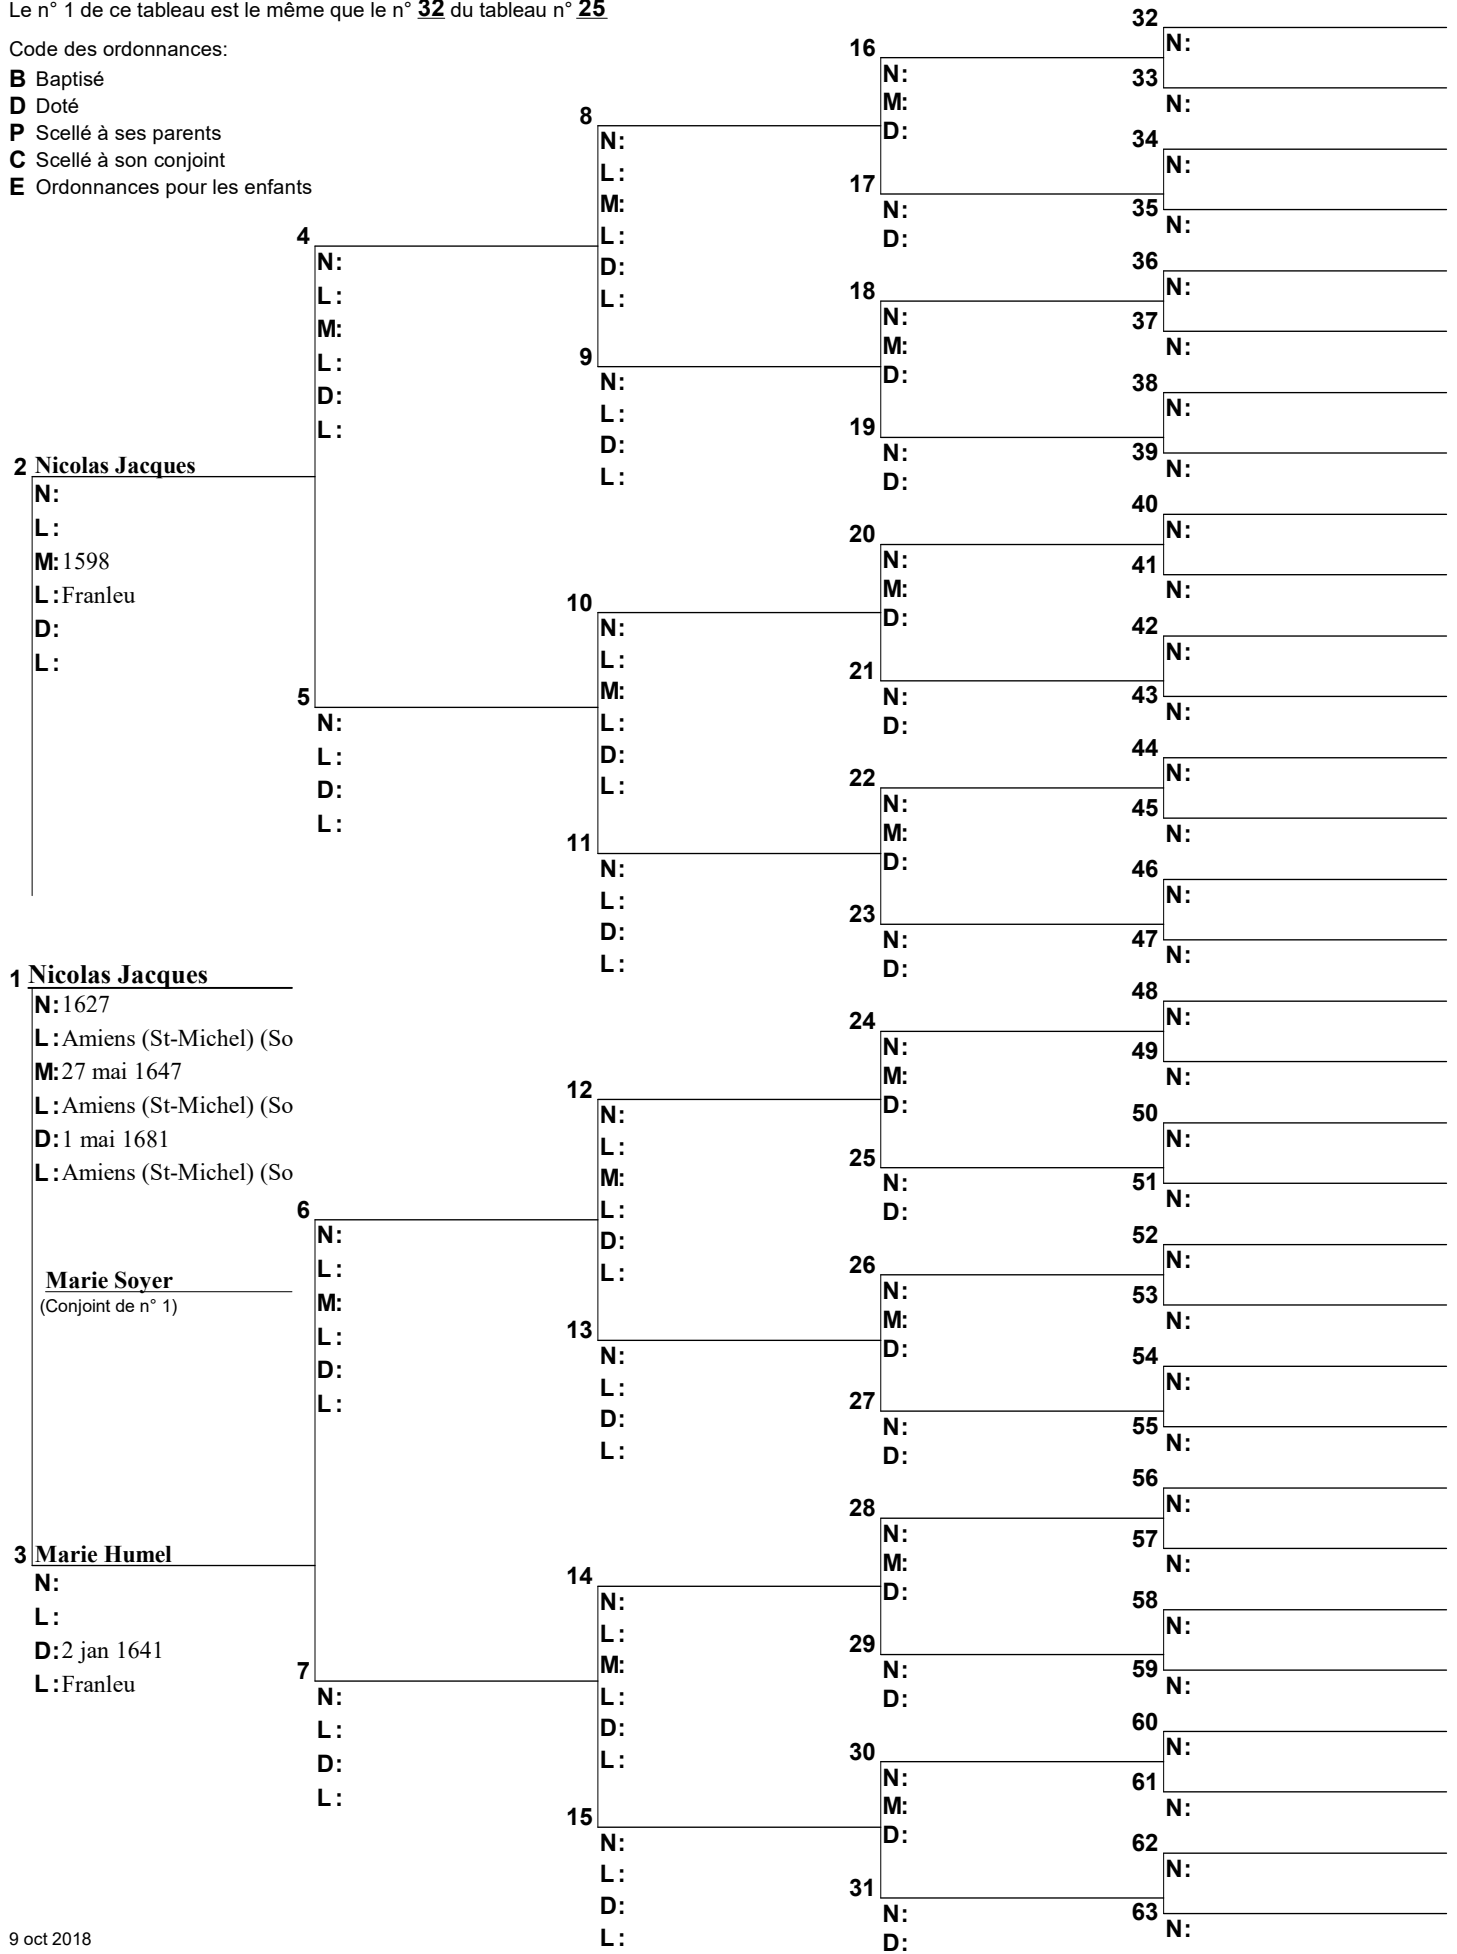 Le n° 1 de ce tableau est le même que le n° 32 du tableau n° 25
Code des ordonnances:
B Baptisé
D Doté
P Scellé à ses parents
C Scellé à son conjoint
E Ordonnances pour les enfants
2 Nicolas Jacques
N:
L:
M: 1598
L: Franleu
D:
L:
1 Nicolas Jacques
N: 1627
L: Amiens (St-Michel) (So
M: 27 mai 1647
L: Amiens (St-Michel) (So
D: 1 mai 1681
L: Amiens (St-Michel) (So
Marie Soyer
(Conjoint de n° 1)
3 Marie Humel
N:
L:
D: 2 jan 1641
L: Franleu
4
N:
L:
M:
L:
D:
L:
5
N:
L:
D:
L:
6
N:
L:
M:
L:
D:
L:
7
N:
L:
D:
L:
8
N:
L:
M:
L:
D:
L:
9
N:
L:
D:
L:
10
N:
L:
M:
L:
D:
L:
11
N:
L:
D:
L:
12
N:
L:
M:
L:
D:
L:
13
N:
L:
D:
L:
14
N:
L:
M:
L:
D:
L:
15
N:
L:
D:
L:
16
N:
M:
D:
17
N:
D:
18
N:
M:
D:
19
N:
D:
20
N:
M:
D:
21
N:
D:
22
N:
M:
D:
23
N:
D:
24
N:
M:
D:
25
N:
D:
26
N:
M:
D:
27
N:
D:
28
N:
M:
D:
29
N:
D:
30
N:
M:
D:
31
N:
D:
32
N:
33
N:
34
N:
35
N:
36
N:
37
N:
38
N:
39
N:
40
N:
41
N:
42
N:
43
N:
44
N:
45
N:
46
N:
47
N:
48
N:
49
N:
50
N:
51
N:
52
N:
53
N:
54
N:
55
N:
56
N:
57
N:
58
N:
59
N:
60
N:
61
N:
62
N:
63
N:
9 oct 2018